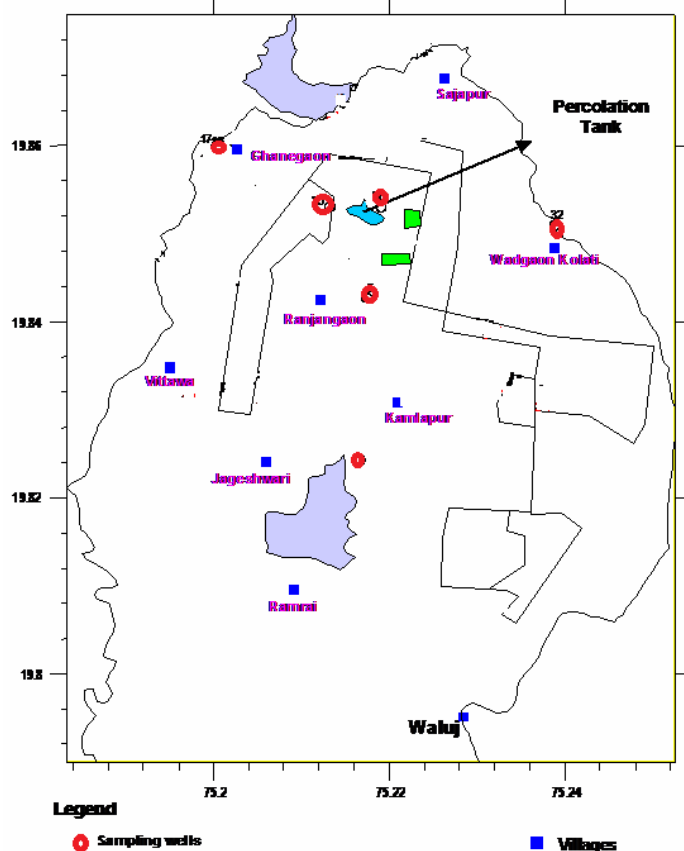 Sajapur
Percolation
Tank
19.86
Ghanegaon
32
Wadgaon Kolati
19.84
Ranjangaon
Vittawa
Kamlapur
Jogeshwari
19.82
Ramrai
19.8
Waluj
75.2
75.22
75.24
Legend
Sampling wells
Villages